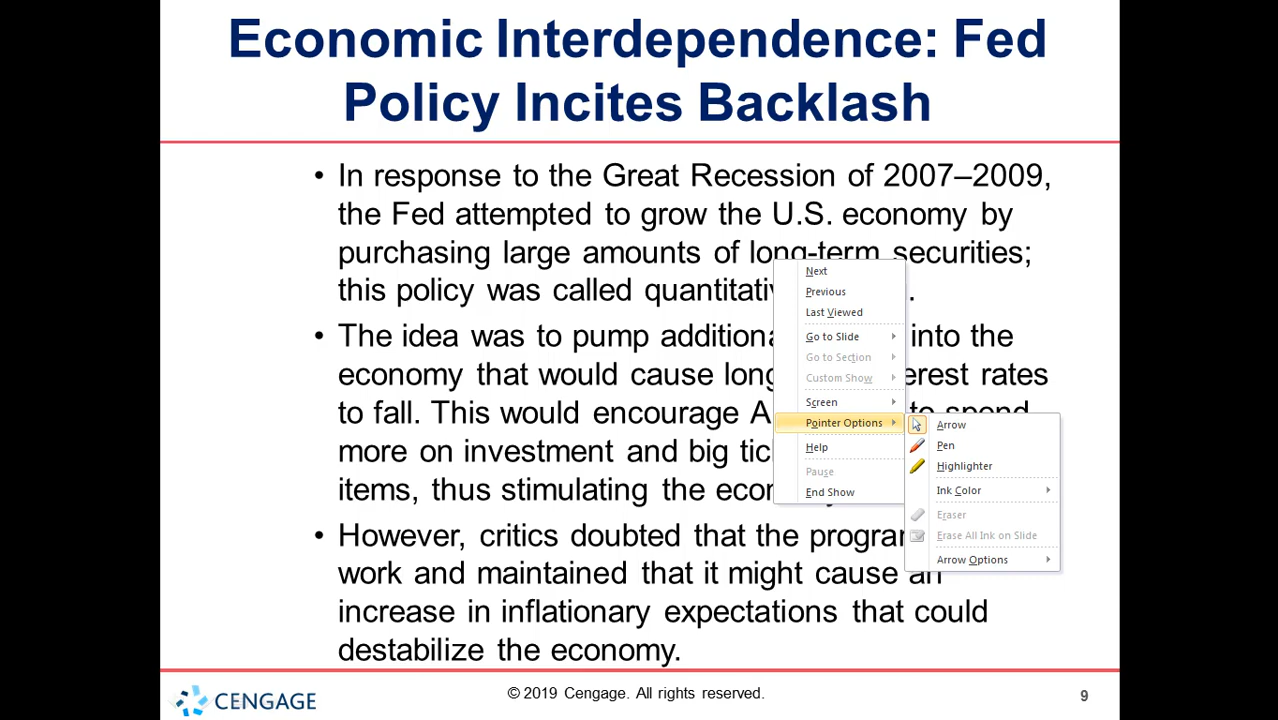 Economic Interdependence: Fed
Policy Incites Backlash
• In response to the Great Recession of 2007–2009,
the Fed attempted to grow the U.S. economy by
purchasing large amounts of long-term securities;
this policy was called quantitativ
• The idea was to pump additiona into the
economy that would cause long erest rates
to fall. This would encourage A to spend
more on investment and big tic
items, thus stimulating the econ
• However, critics doubted that the program
work and maintained that it might cause an
increase in inflationary expectations that could
destabilize the economy.
Next
Previous
Last Viewed
Go to Slide
Go to Section
Custom Show
Screen
Pointer Options
Help
Pause
End Show
Arrow
Pen
Highlighter
Ink Color
Eraser
Erase All Ink on Slide
Arrow Options
CENGAGE
© 2019 Cengage. All rights reserved.
9